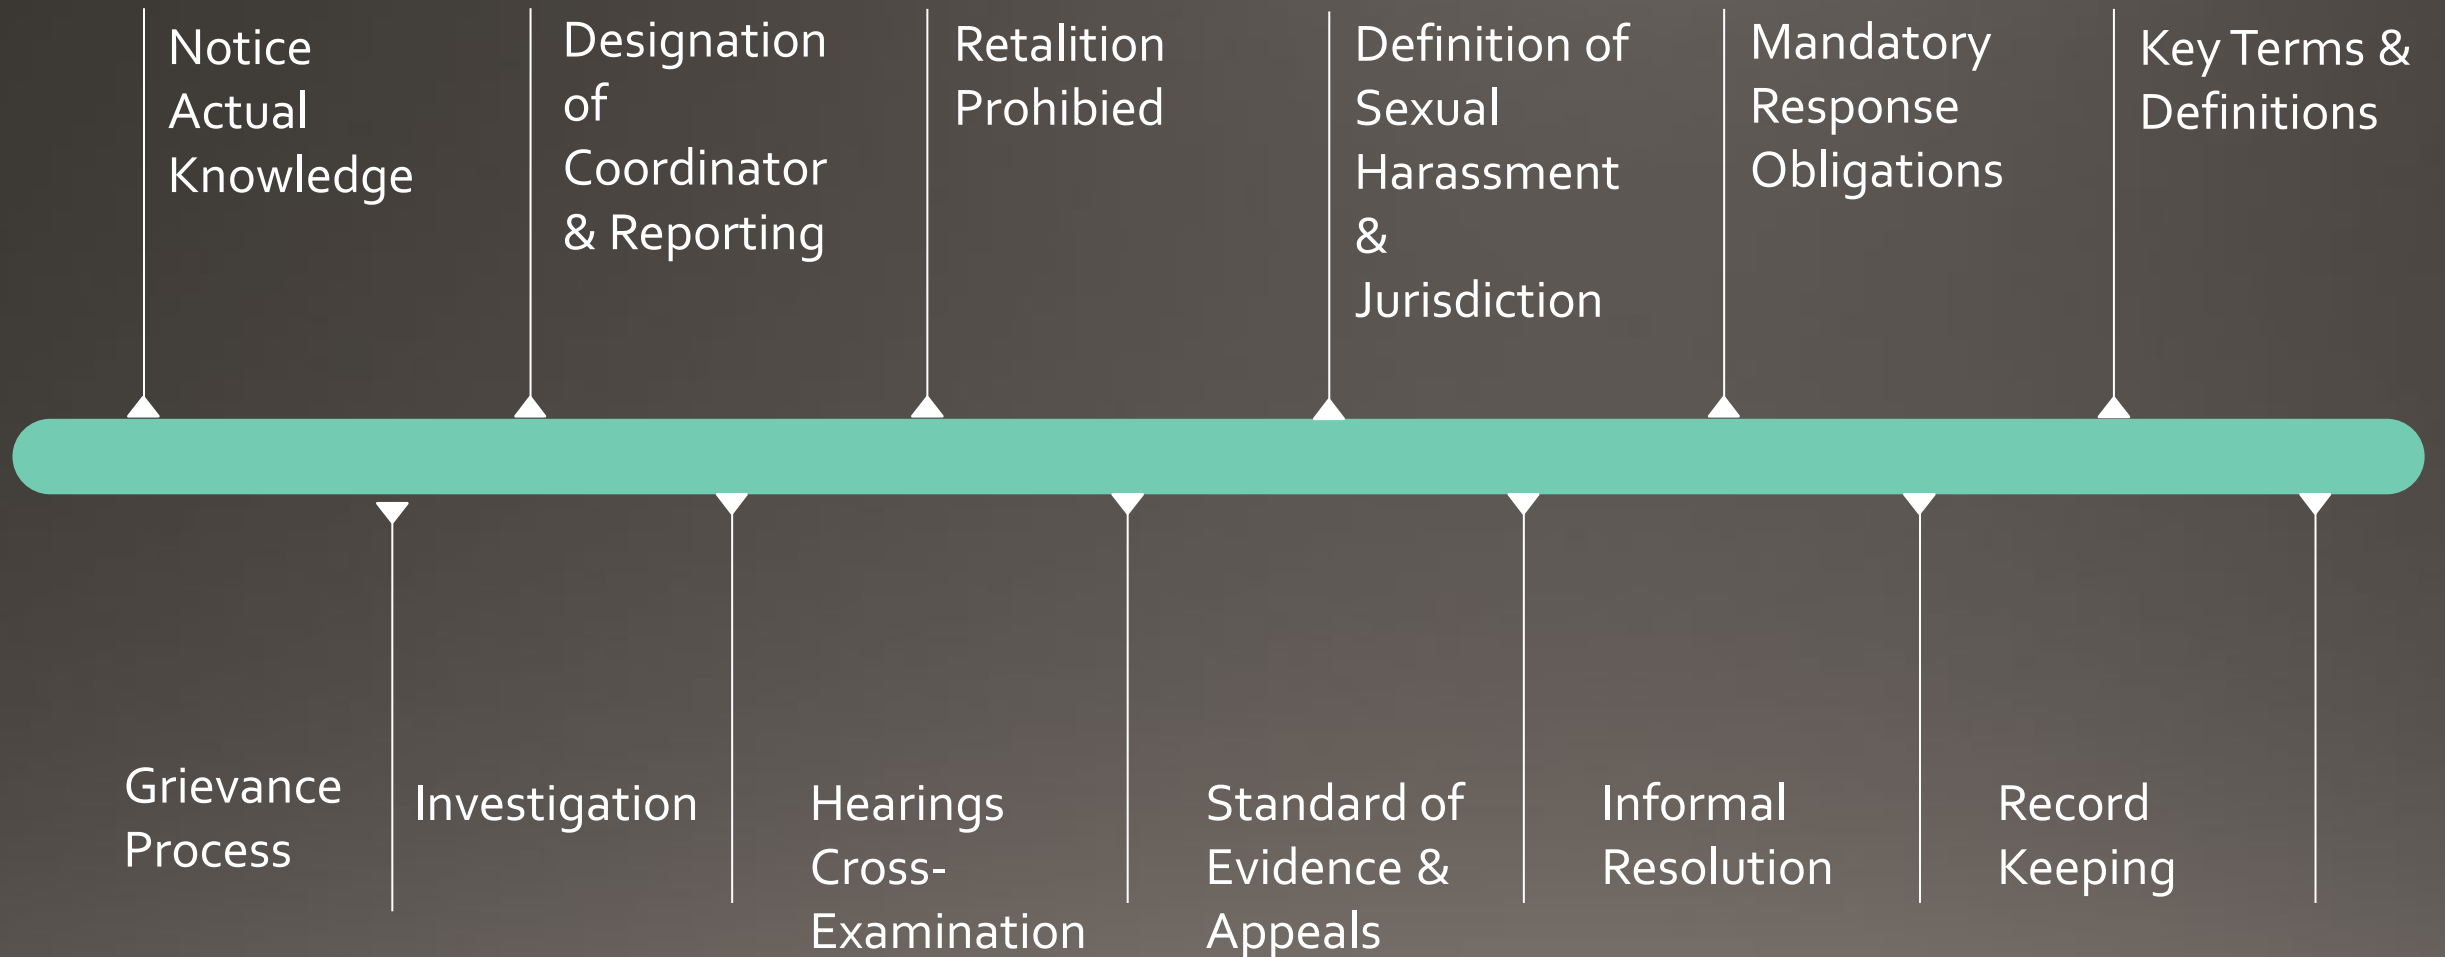 Notice
Actual
Knowledge
Designation
of
Coordinator
& Reporting
Retalition
Prohibied
Definition of
Sexual
Harassment
&
Jurisdiction
Mandatory
Response
Obligations
Key Terms &
Definitions
Grievance
Process
Investigation
Hearings
Cross-
Examination
Standard of
Evidence &
Appeals
Informal
Resolution
Record
Keeping